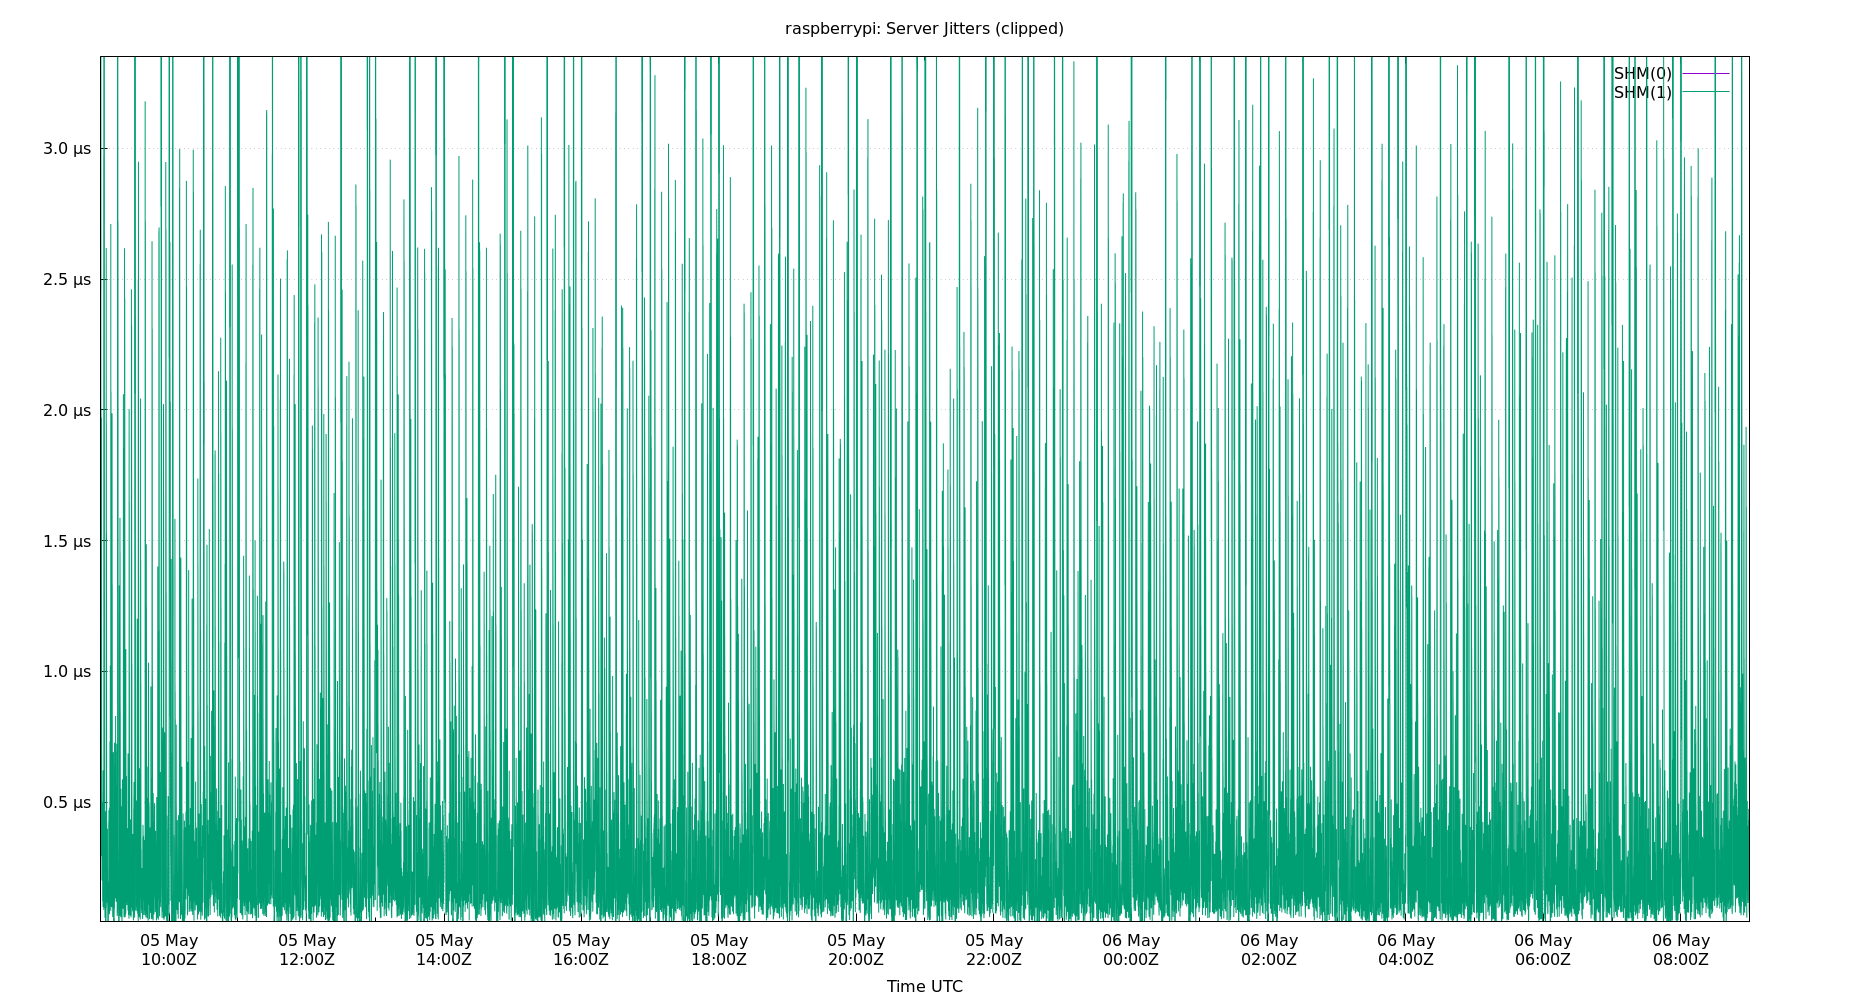 raspberrypi: Server Jitters (clipped)
SHM(0)
SHM(1)
3.0 µs
2.5 µs
2.0 µs
1.5 µs
1.0 µs
0.5 µs
05 May 05 May 05 May 05 May 05 May 05 May 05 May 06 May 06 May 06 May 06 May 06 May
10:00Z 12:00Z 14:00Z 16:00Z 18:00Z 20:00Z 22:00Z 00:00Z 02:00Z 04:00Z 06:00Z 08:00Z
Time UTC